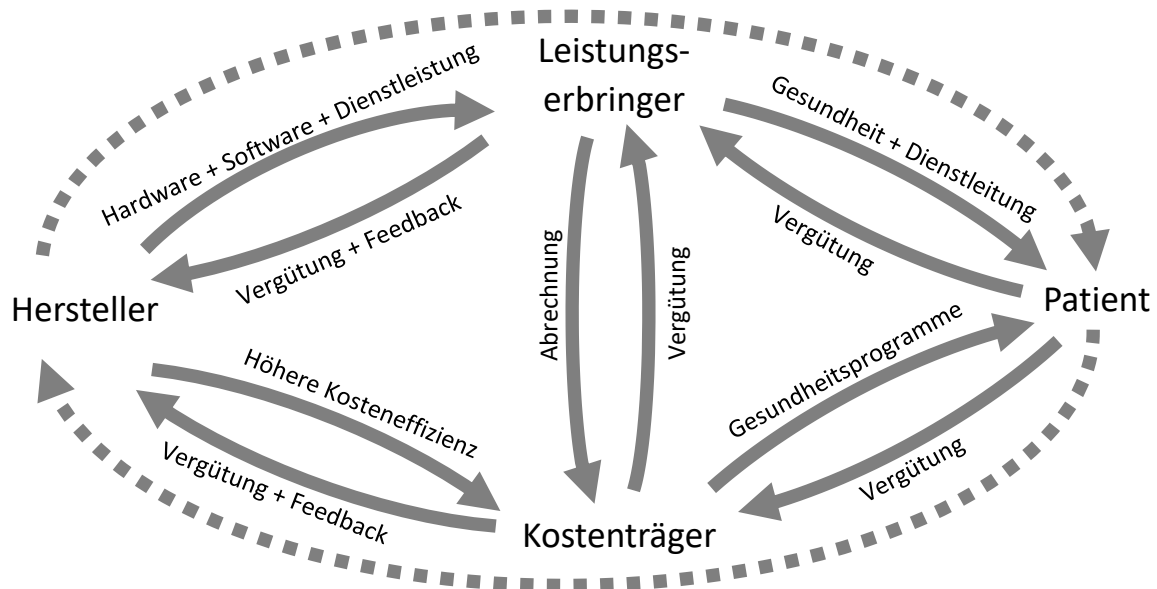 Leistungs-
erbringer
Hardware + Software + Dienstleistung
Gesundheit + Dienstleitung
Vergütung + Feedback
Vergütung
Abrechnung
Vergütung
Hersteller
Patient
Höhere Kosteneffizienz
Gesundheitsprogramme
Vergütung + Feedback
Vergütung
Kostenträger